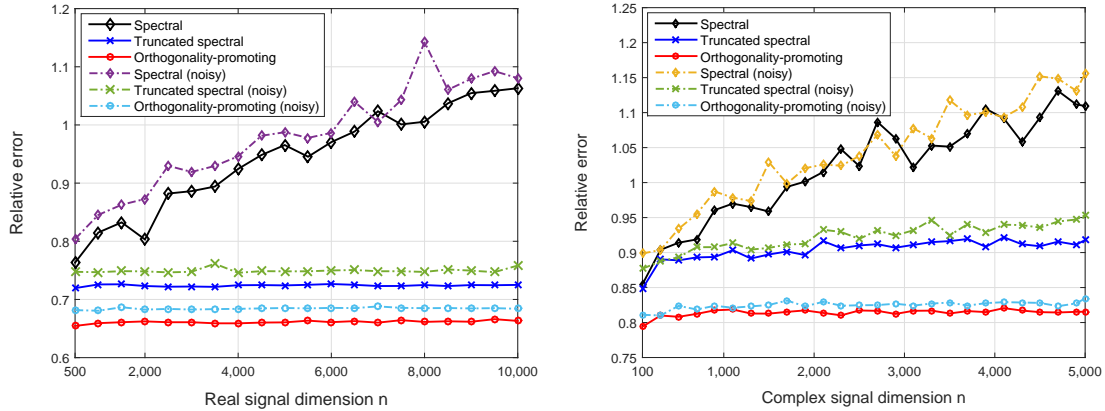 1.2
1.1
1
0.9
0.8
0.7
0.6
Relative error
Spectral
Truncated spectral
Orthogonality-promoting
Spectral (noisy)
Truncated spectral (noisy)
Orthogonality-promoting (noisy)
500
2,000
4,000
6,000
8,000
10,000
Real signal dimension n
1.25
1.2
1.15
1.1
1.05
1
0.95
0.9
0.85
0.8
0.75
Relative error
Spectral
Truncated spectral
Orthogonality-promoting
Spectral (noisy)
Truncated spectral (noisy)
Orthogonality-promoting (noisy)
100
1,000
2,000
3,000
4,000
5,000
Complex signal dimension n